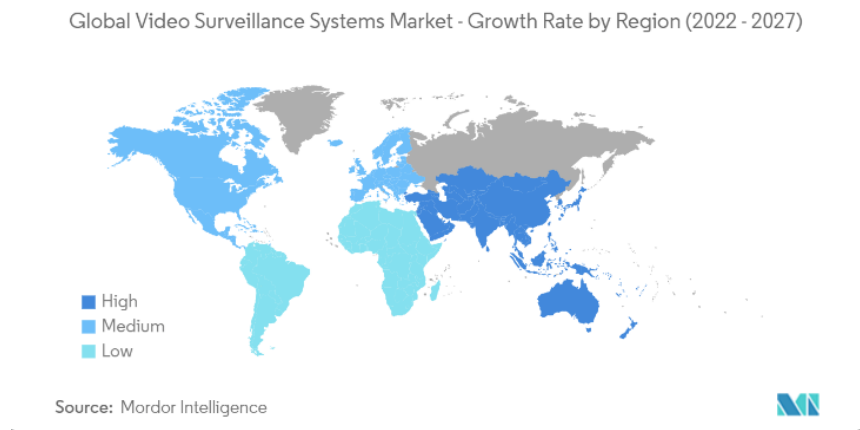 Global Video Surveillance Systems Market - Growth Rate by Region (2022 - 2027)
High
Medium
Low
Source: Mordor Intelligence